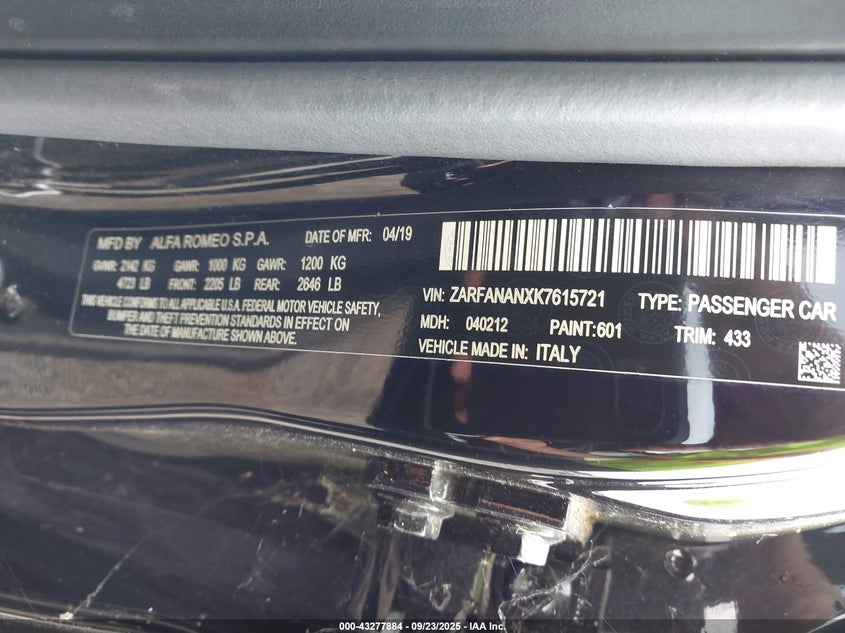 MFD BY ALFA ROMEO S.P.A. DATE OF MFR: 04/19
GVWR: 2142 KG GAWR: 1000 KG GAWR: 1200 KG
4723 LB FRONT: 2205 LB REAR: 2646 LB
THIS VEHICLE CONFORMS TO ALL APPLICABLE U.S.A. FEDERAL MOTOR VEHICLE SAFETY,
BUMPER AND THEFT PREVENTION STANDARDS IN EFFECT ON
THE DATE OF MANUFACTURE SHOWN ABOVE.
VIN: ZARFANANXK7615721 TYPE: PASSENGER CAR
MDH: 040212 PAINT:601 TRIM: 433
VEHICLE MADE IN: ITALY
000-43277884 - 09/23/2025 - IAA Inc.